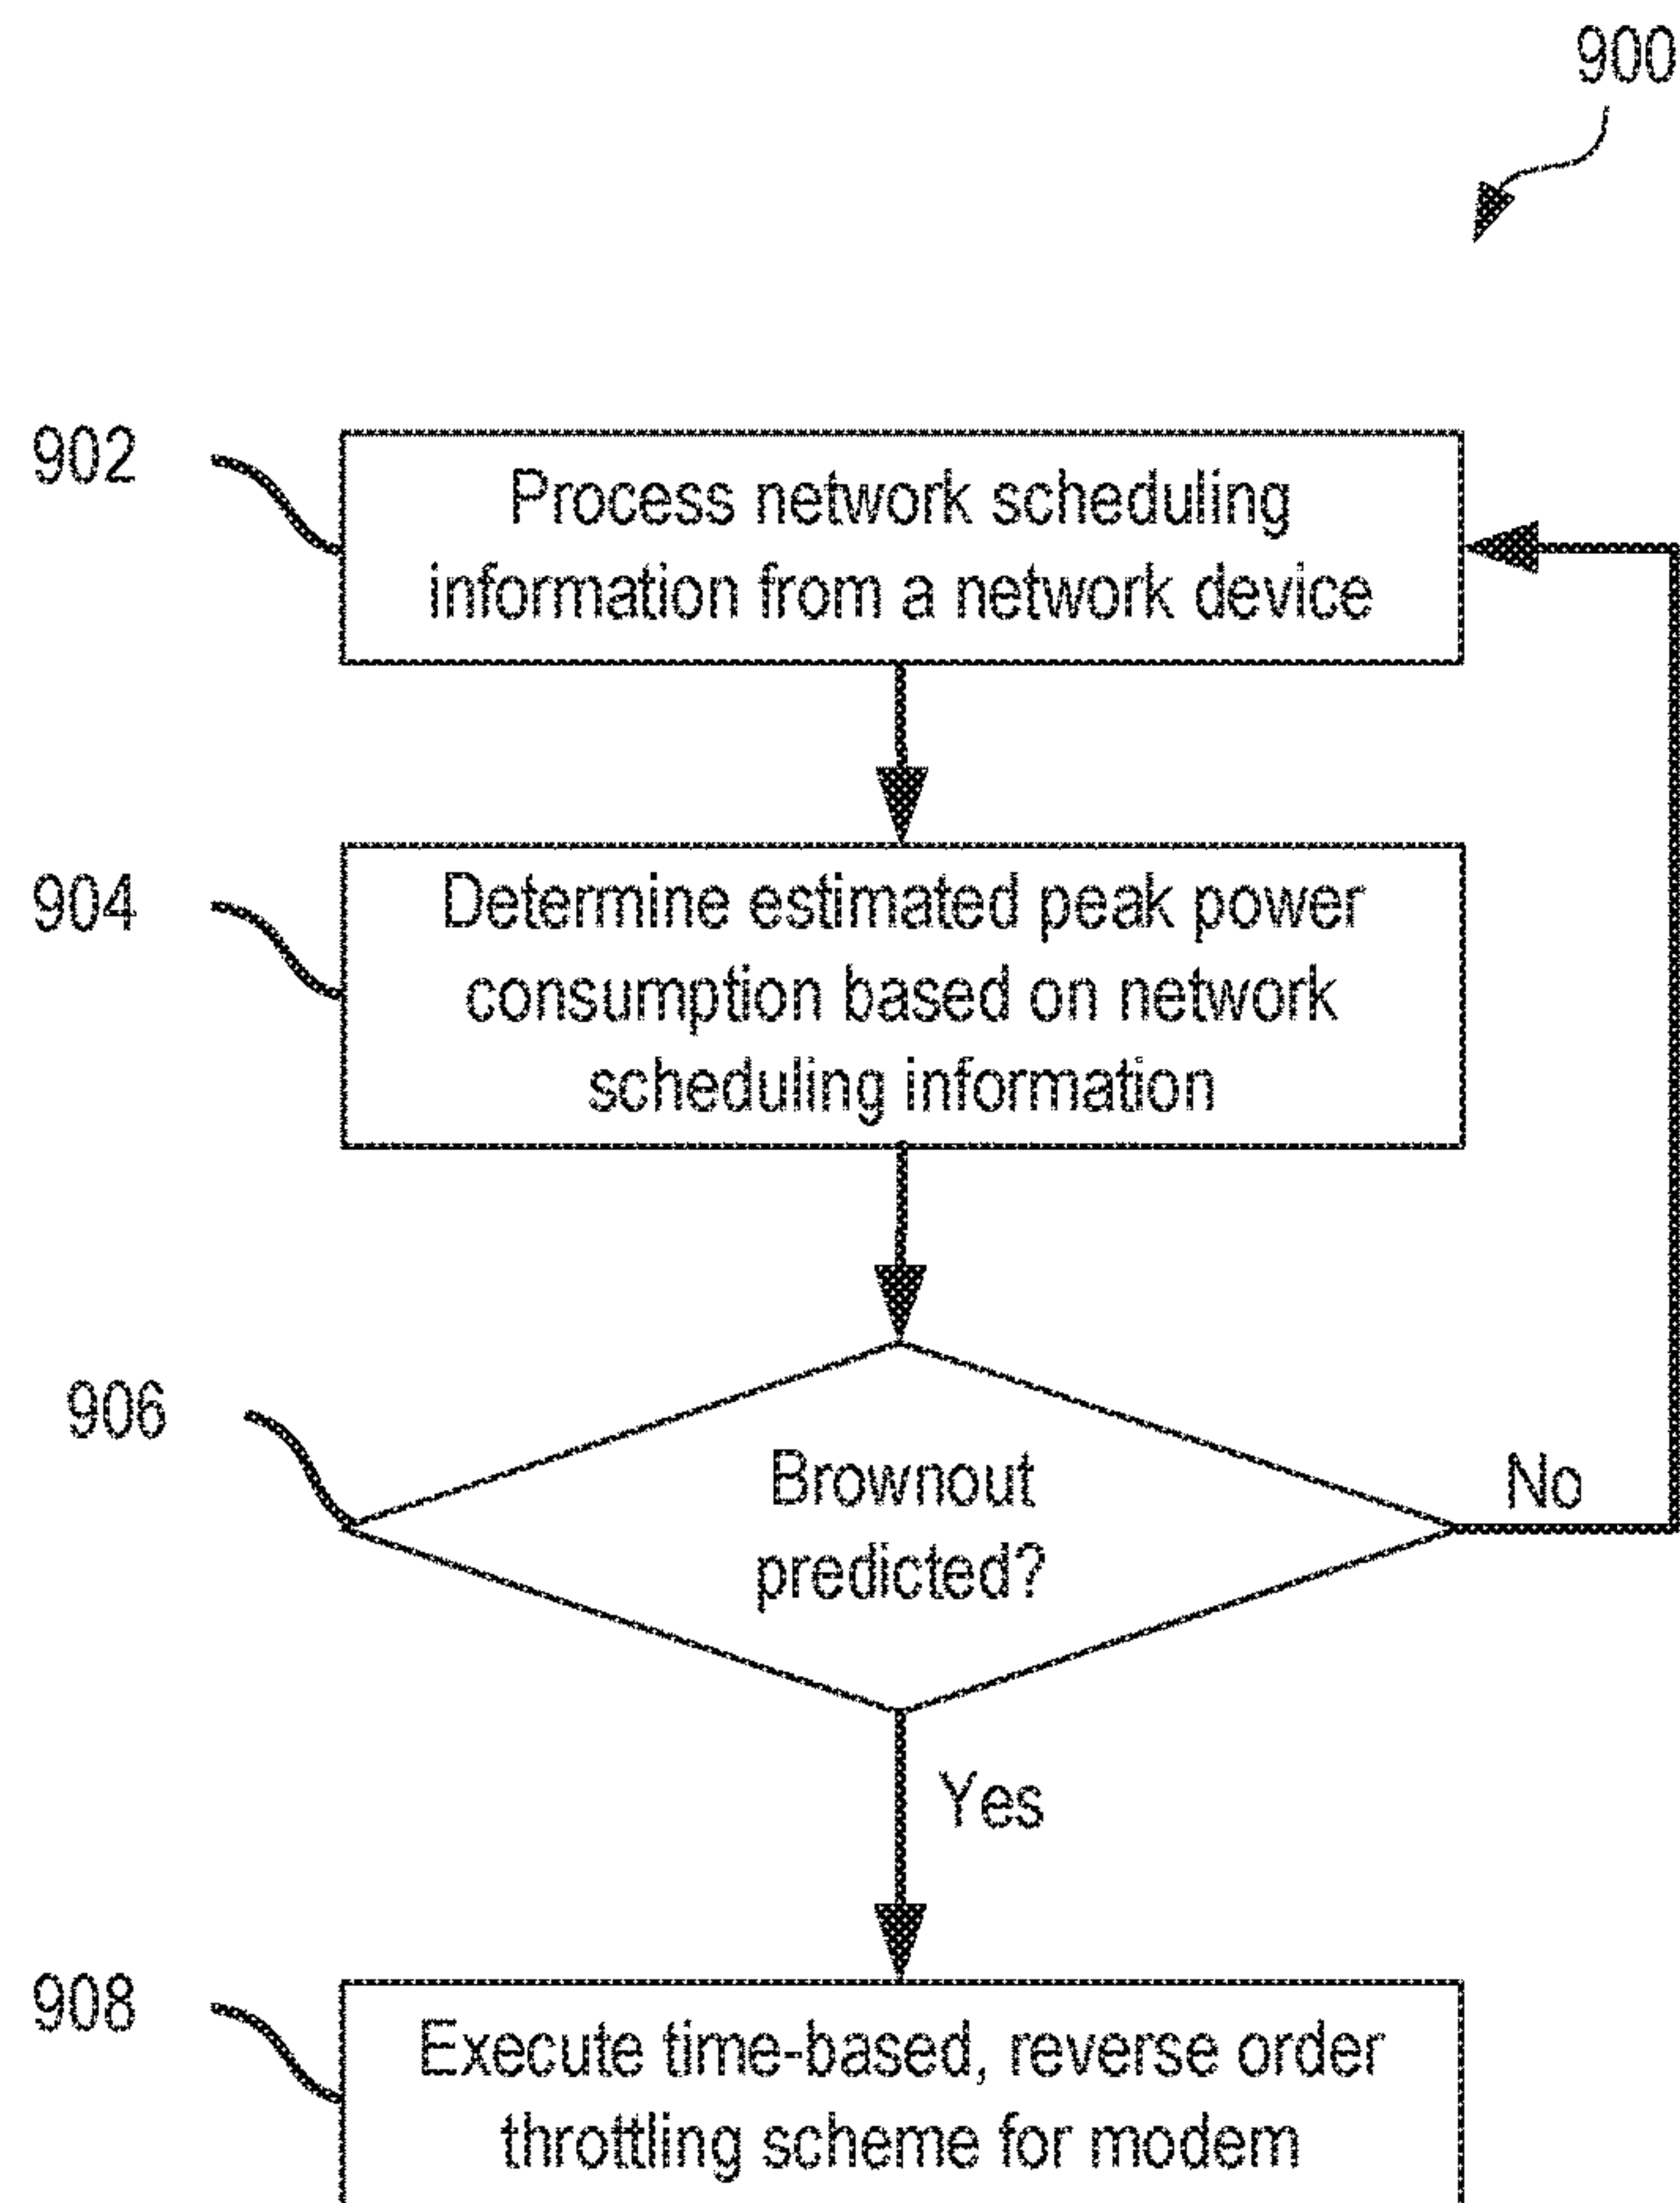 900
902
Process network scheduling
information from a network device
904
Determine estimated peak power
consumption based on network
scheduling information
906
Brownout
predicted?
No
Yes
908
Execute time-based, reverse order
throttling scheme for modem